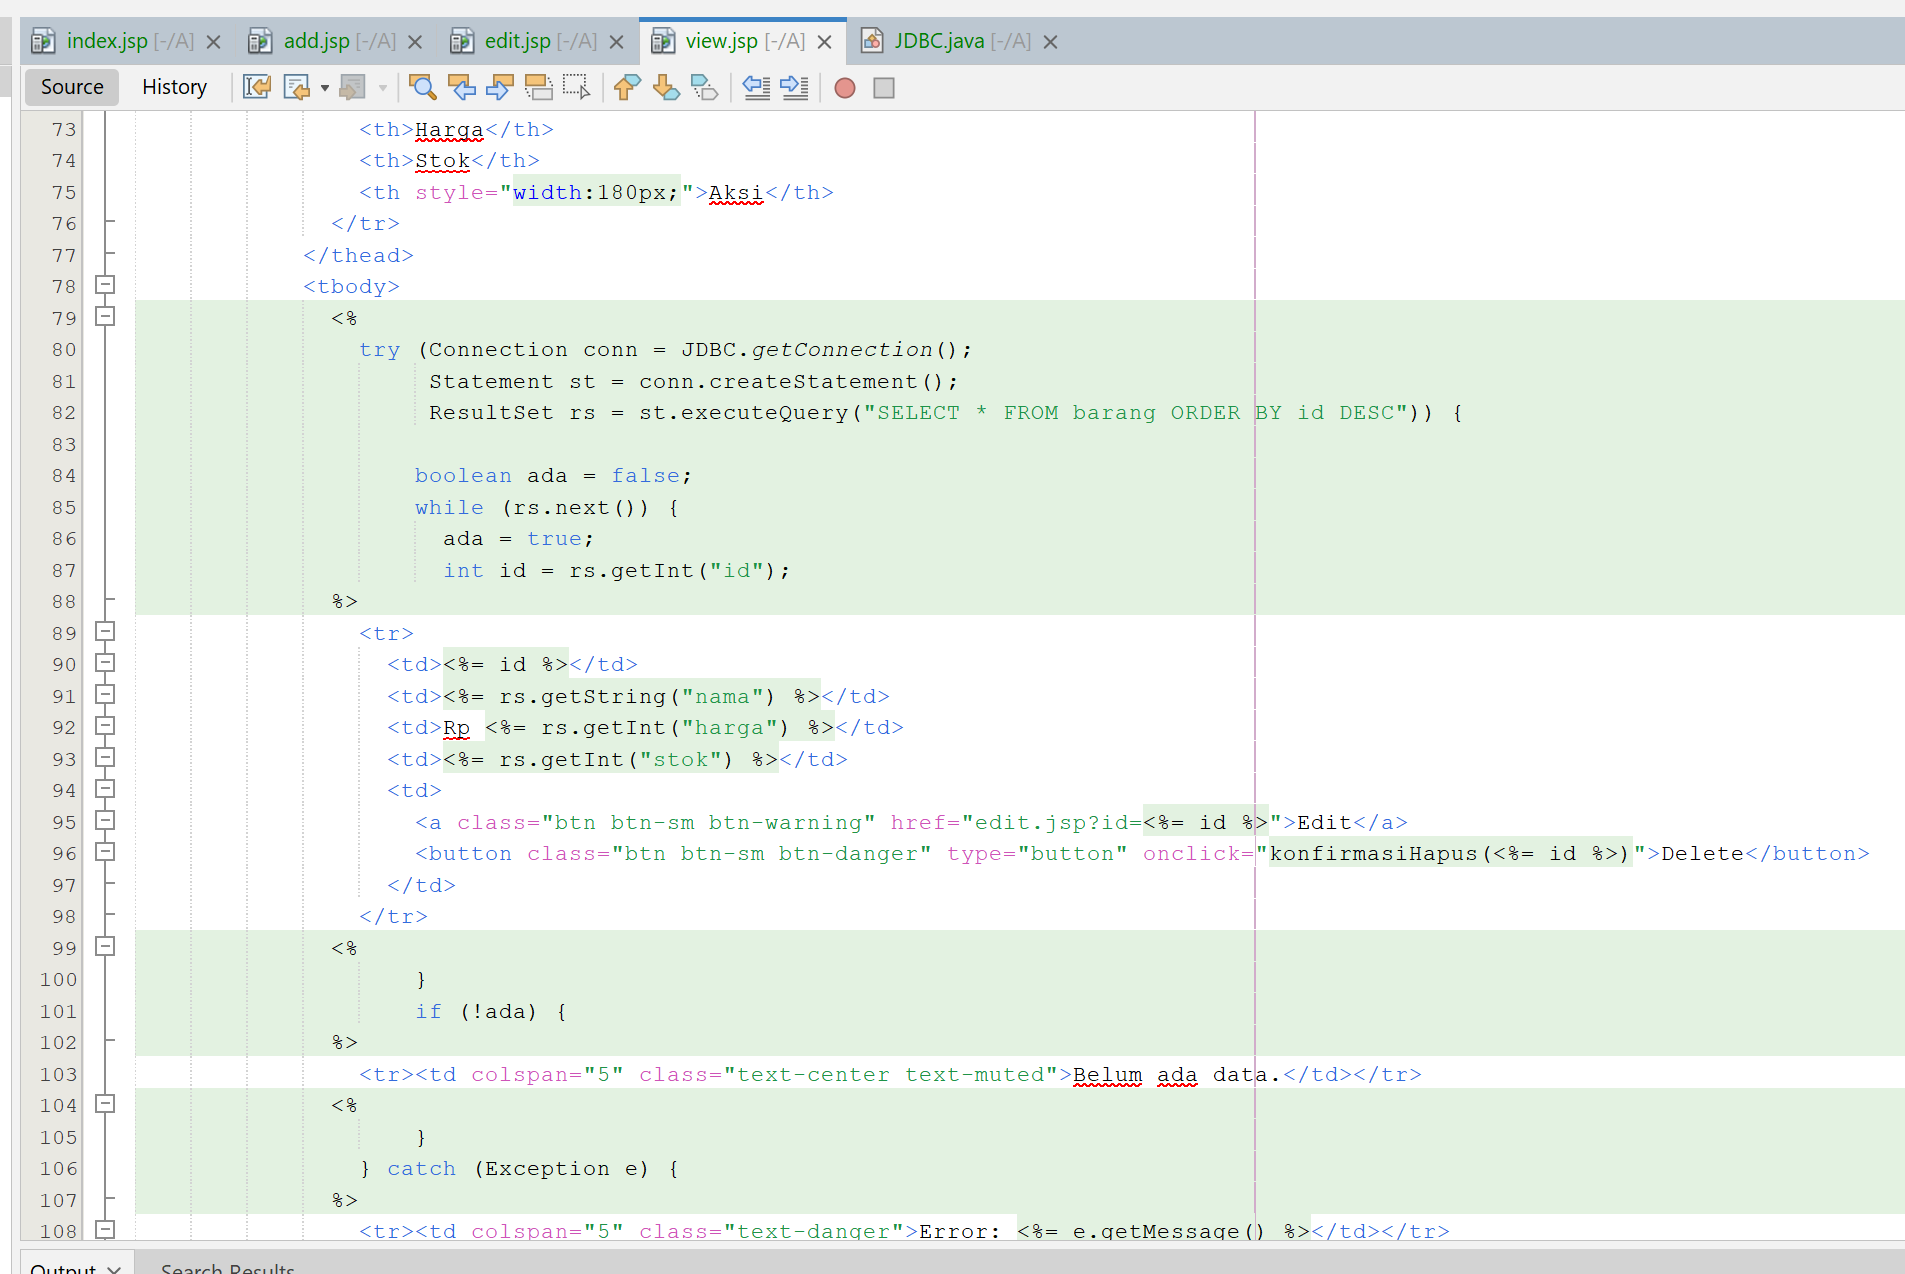 index.jsp [-/A] add.jsp [-/A] edit.jsp [-/A] view.jsp [-/A] JDBC.java [-/A]
Source History
73 <th>Harga</th>
74 <th>Stok</th>
75 <th style="width:180px;">Aksi</th>
76 </tr>
77 </thead>
78 <tbody>
79 <%
80 try (Connection conn = JDBC.getConnection();
81 Statement st = conn.createStatement();
82 ResultSet rs = st.executeQuery("SELECT * FROM barang ORDER BY id DESC")) {
83
84 boolean ada = false;
85 while (rs.next()) {
86 ada = true;
87 int id = rs.getInt("id");
88 %>
89 <tr>
90 <td><%= id %></td>
91 <td><%= rs.getString("nama") %></td>
92 <td>Rp <%= rs.getInt("harga") %></td>
93 <td><%= rs.getInt("stok") %></td>
94 <td>
95 <a class="btn btn-sm btn-warning" href="edit.jsp?id=<%= id %>">Edit</a>
96 <button class="btn btn-sm btn-danger" type="button" onclick="konfirmasiHapus(<%= id %>)">Delete</button>
97 </td>
98 </tr>
99 <%
100 }
101 if (!ada) {
102 %>
103 <tr><td colspan="5" class="text-center text-muted">Belum ada data.</td></tr>
104 <%
105 }
106 } catch (Exception e) {
107 %>
108 <tr><td colspan="5" class="text-danger">Error: <%= e.getMessage() %></td></tr>
Output Search Results